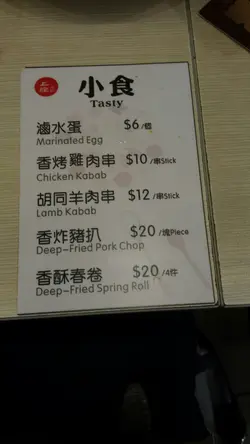 小食
Tasty
滷水蛋 $6/個
Marinated Egg
香烤雞肉串 $10/串Stick
Chicken Kabab
胡同羊肉串 $12/串Stick
Lamb Kabab
香炸豬扒 $20/塊Piece
Deep-Fried Pork Chop
香酥春卷 $20/4件
Deep-Fried Spring Roll